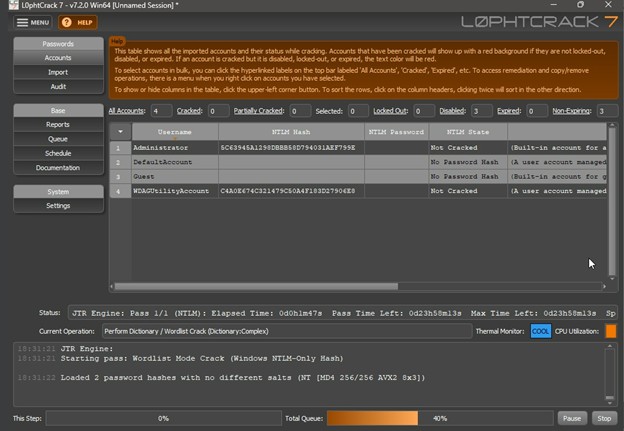 L0phtCrack 7 - v7.2.0 Win64 [Unnamed Session] *
MENU
HELP
L0PHTCRACK 7
Passwords
Accounts
Import
Audit
Base
Reports
Queue
Schedule
Documentation
System
Settings
Help
This table shows all the imported accounts and their status while cracking. Accounts that have been cracked will show up with a red background if they are not locked-out,
disabled, or expired. If an account is cracked but it is disabled, locked-out, or expired, the text color will be red.
To select accounts in bulk, you can click the hyperlinked labels on the top bar labeled 'All Accounts', 'Cracked', 'Expired', etc. To access remediation and copy/remove
operations, there is a menu when you right click on accounts you have selected.
To show or hide columns in the table, click the upper-left corner button. To sort the rows, click on the column headers, clicking twice will sort in the other direction.
All Accounts: 4 Cracked: 0 Partially Cracked: 0 Selected: 0 Locked Out: 0 Disabled: 3 Expired: 0 Non-Expiring: 3
Username NTLM Hash NTLM Password NTLM State
1 Administrator 5C63945A1298DBBB58D794031AEF799E Not Cracked (Built-in account for a
2 DefaultAccount No Password Hash (A user account managed
3 Guest No Password Hash (Built-in account for g
4 WDAGUtilityAccount C4A0E674C321479C50A4F183D27906E8 Not Cracked (A user account managed
Status: JTR Engine: Pass 1/1 (NTLM): Elapsed Time: 0d0h1m47s Pass Time Left: 0d23h58m13s Max Time Left: 0d23h58m13s Sp
Current Operation: Perform Dictionary / Wordlist Crack (Dictionary:Complex) Thermal Monitor: COOL CPU Utilization:
18:31:21 JTR Engine:
18:31:21 Starting pass: Wordlist Mode Crack (Windows NTLM-Only Hash)
18:31:22 Loaded 2 password hashes with no different salts (NT [MD4 256/256 AVX2 8x3])
This Step: 0% Total Queue: 40% Pause Stop